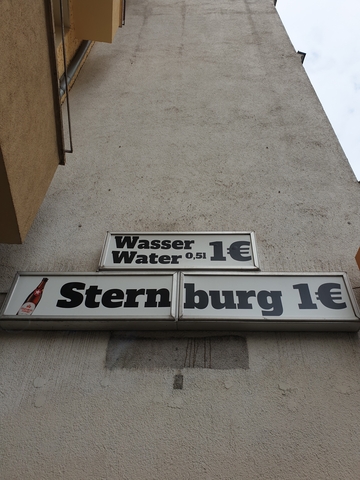 Wasser
Water 0,5l 1€
Sternburg 1€